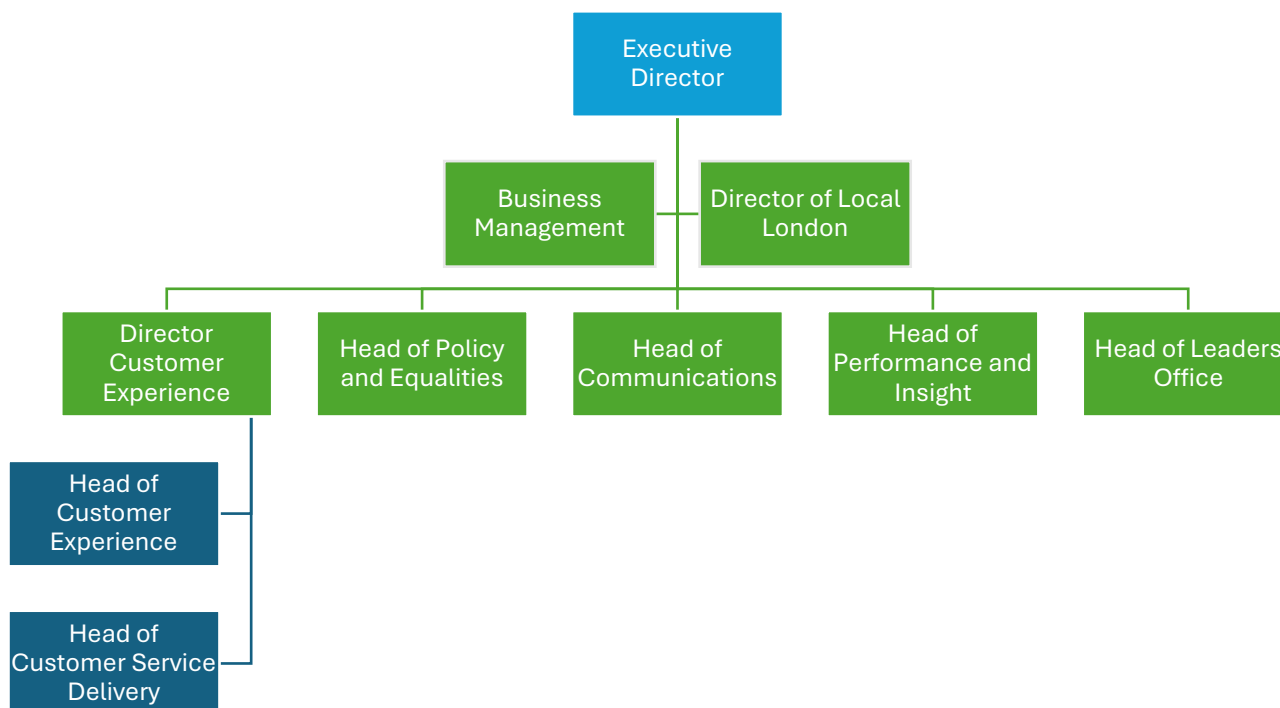 Executive
Director
Business
Management
Director of Local
London
Director
Customer
Experience
Head of Policy
and Equalities
Head of
Communications
Head of
Performance and
Insight
Head of Leaders
Office
Head of
Customer
Experience
Head of
Customer Service
Delivery